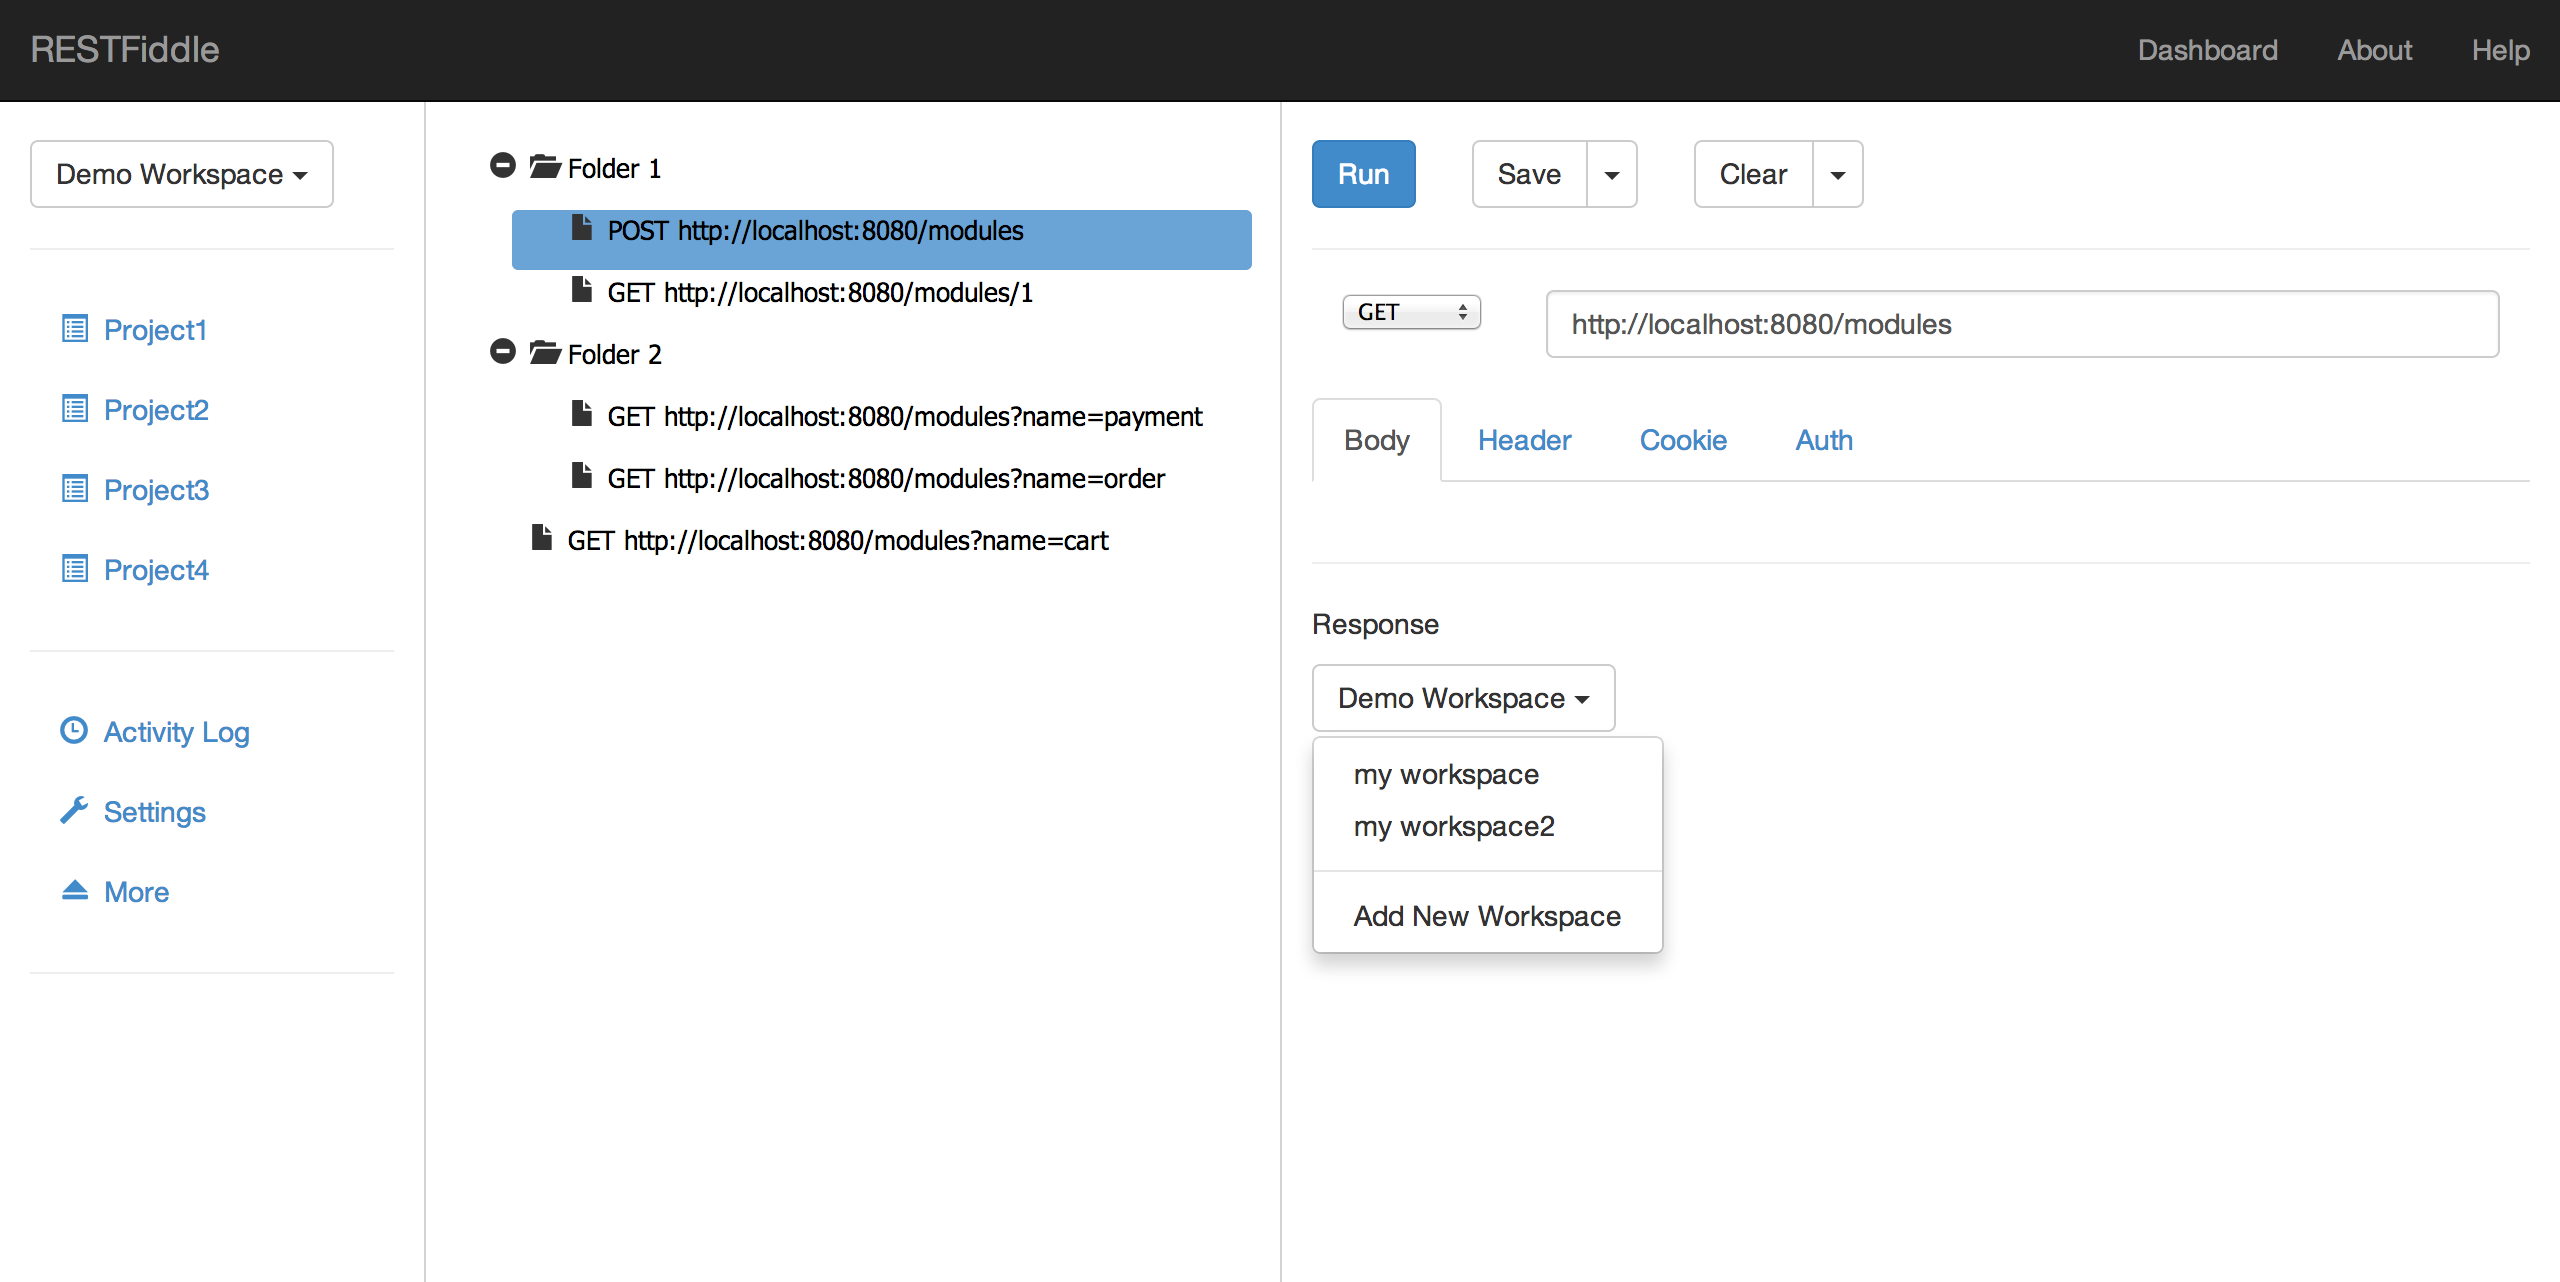 RESTFiddle
Dashboard About Help
Demo Workspace
Project1
Project2
Project3
Project4
Activity Log
Settings
More
Folder 1
POST http://localhost:8080/modules
GET http://localhost:8080/modules/1
Folder 2
GET http://localhost:8080/modules?name=payment
GET http://localhost:8080/modules?name=order
GET http://localhost:8080/modules?name=cart
Run Save Clear
GET http://localhost:8080/modules
Body Header Cookie Auth
Response
Demo Workspace
my workspace
my workspace2
Add New Workspace